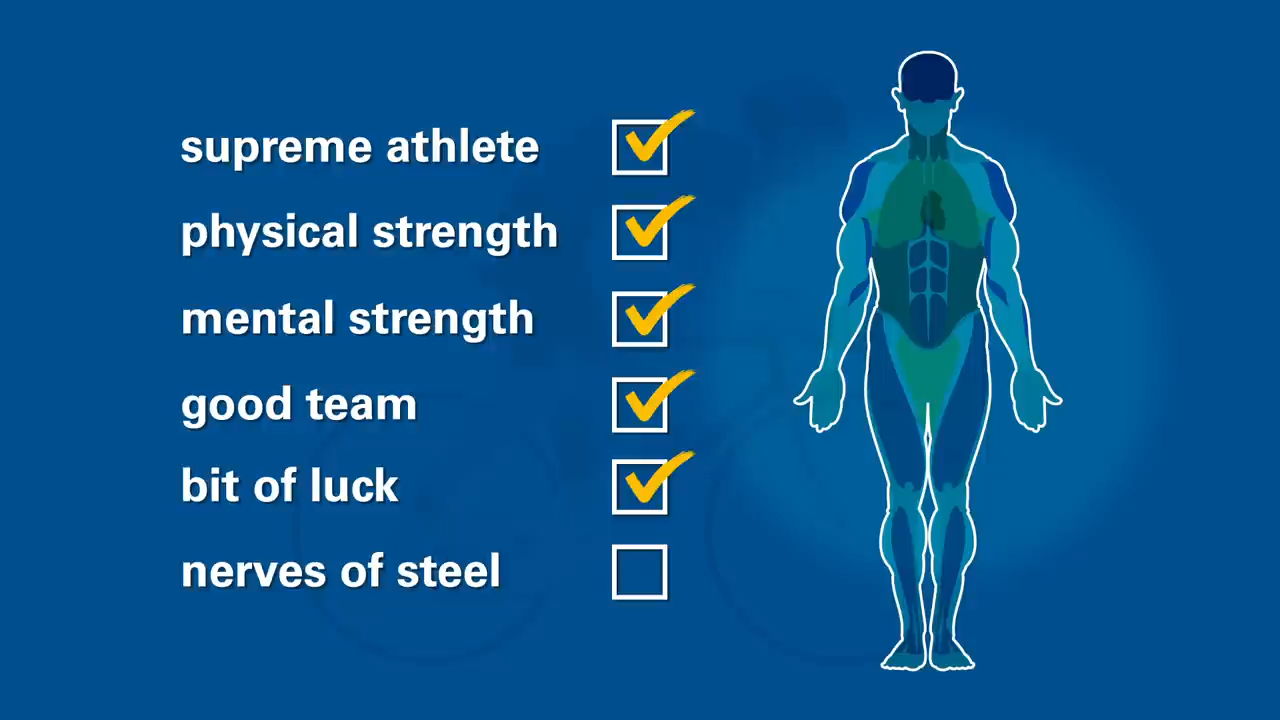 supreme athlete
physical strength
mental strength
good team
bit of luck
nerves of steel